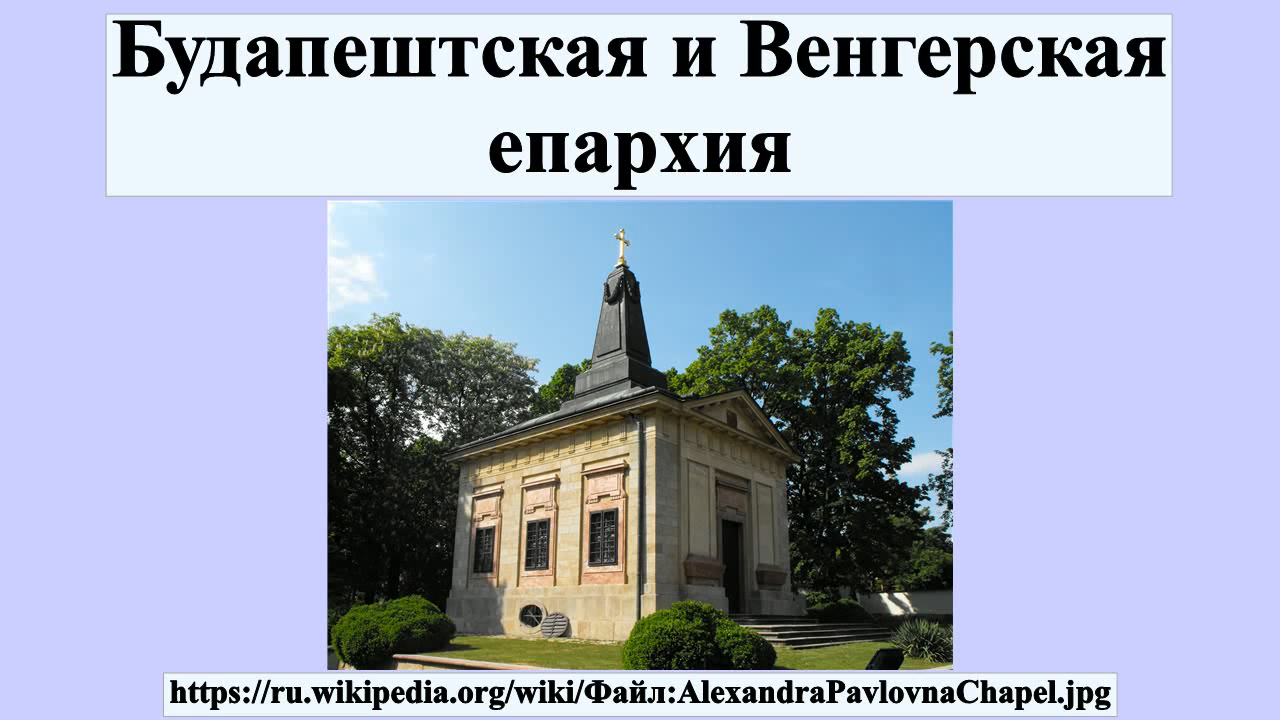 Будапештская и Венгерская
епархия
https://ru.wikipedia.org/wiki/Файл:AlexandraPavlovnaChapel.jpg